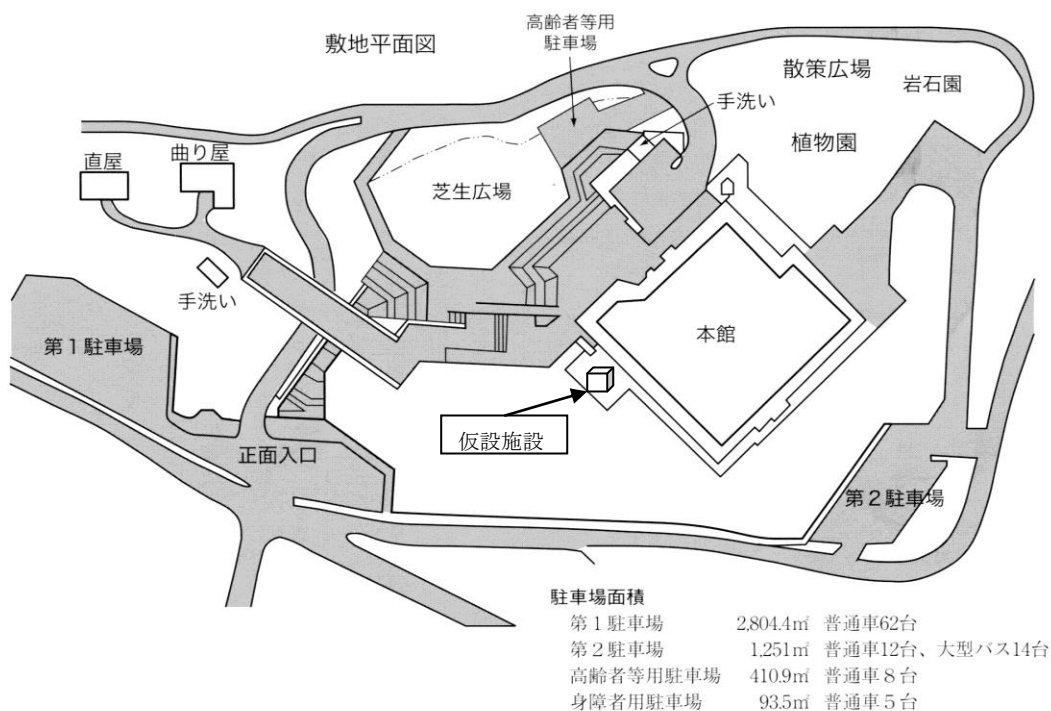 敷地平面図
高齢者等用
駐車場
散策広場
岩石園
手洗い
植物園
直屋
曲り屋
芝生広場
手洗い
第1駐車場
本館
仮設施設
正面入口
第2駐車場
駐車場面積
第1駐車場 2,804.4㎡ 普通車62台
第2駐車場 1,251㎡ 普通車12台、大型バス14台
高齢者等用駐車場 410.9㎡ 普通車8台
身障者用駐車場 93.5㎡ 普通車5台